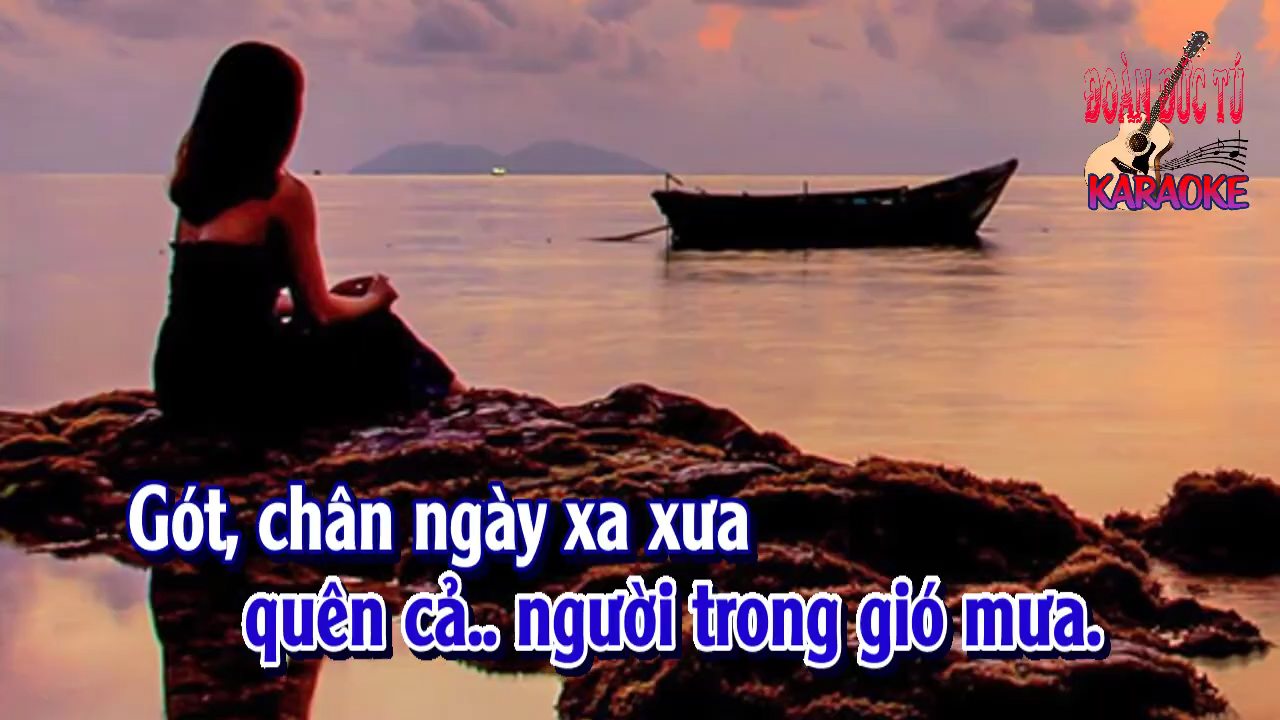 ĐOÀN ĐỨC TÚ
KARAOKE
Gót, chân ngày xa xưa
quên cả.. người trong gió mưa.